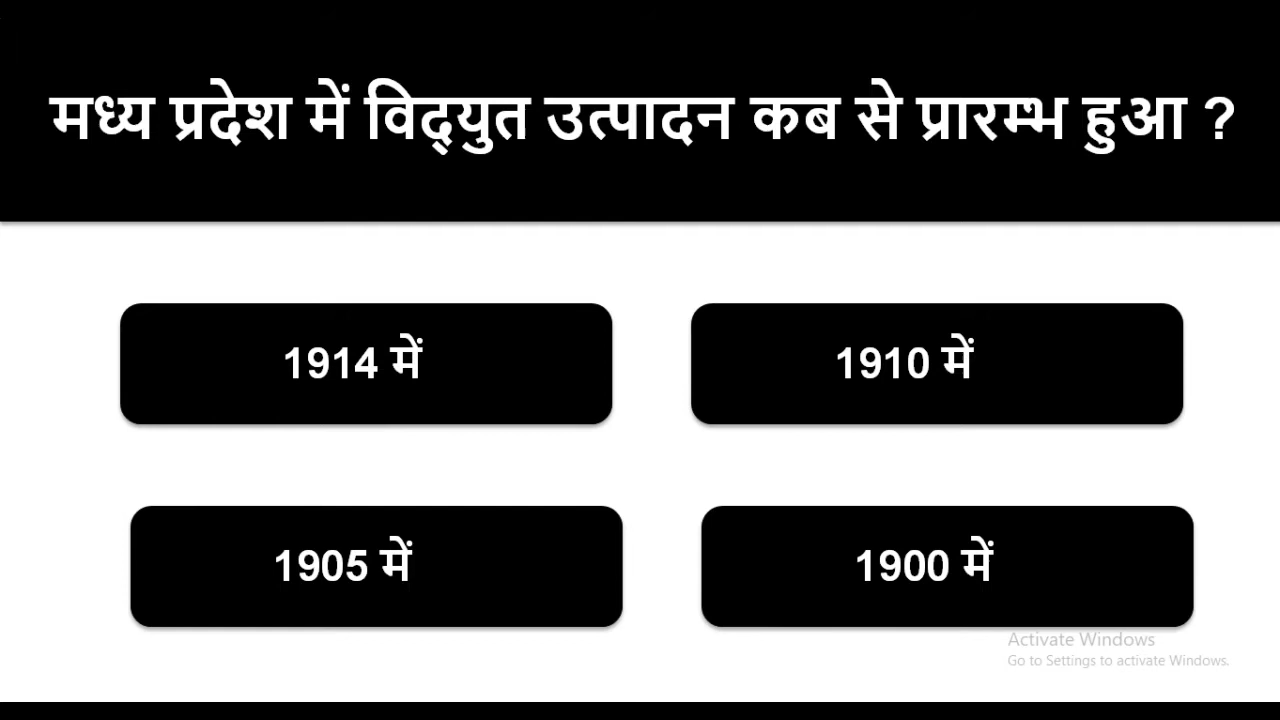 मध्य प्रदेश में विद्युत उत्पादन कब से प्रारम्भ हुआ ?
1914 में
1910 में
1905 में
1900 में
Activate Windows
Go to Settings to activate Windows.